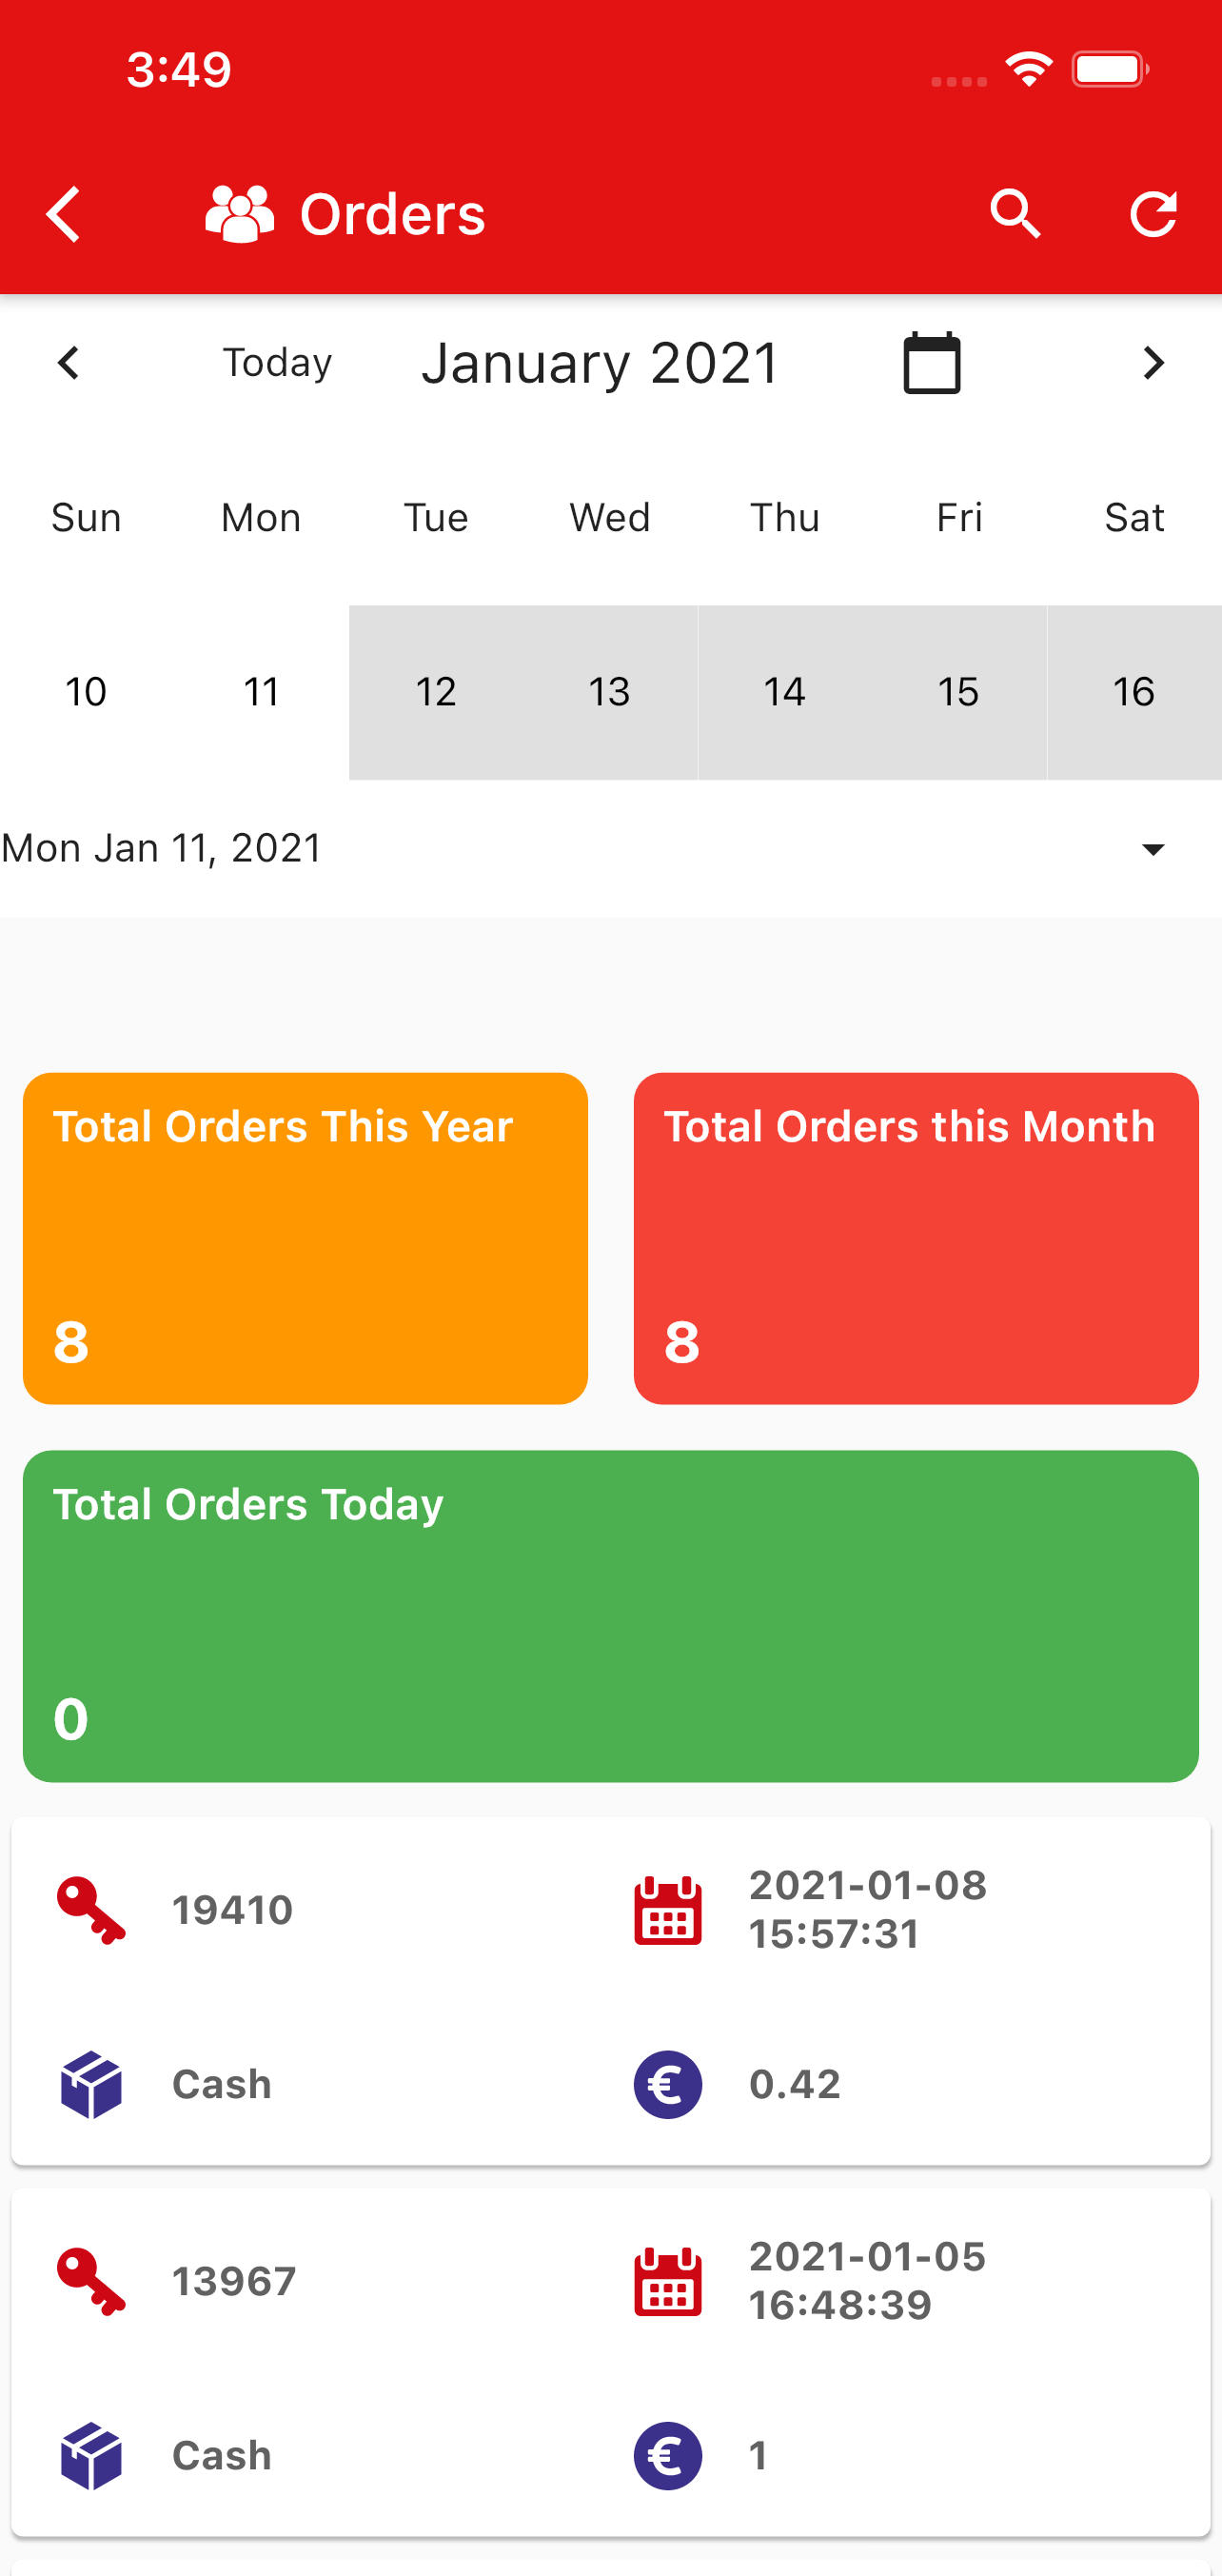 3:49
Orders
Today January 2021
Sun Mon Tue Wed Thu Fri Sat
10 11 12 13 14 15 16
Mon Jan 11, 2021
Total Orders This Year
8
Total Orders this Month
8
Total Orders Today
0
19410
2021-01-08
15:57:31
Cash
€ 0.42
13967
2021-01-05
16:48:39
Cash
€ 1